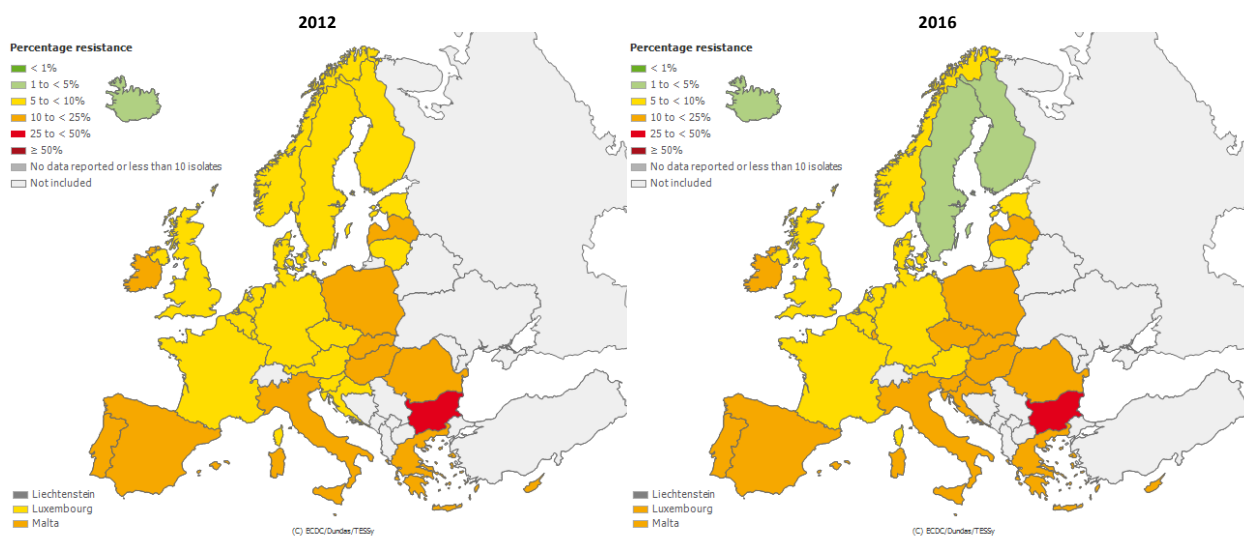 2012
Percentage resistance
< 1%
1 to < 5%
5 to < 10%
10 to < 25%
25 to < 50%
≥ 50%
No data reported or less than 10 isolates
Not included
Liechtenstein
Luxembourg
Malta
(C) ECDC/Dundas/TESSy
2016
Percentage resistance
< 1%
1 to < 5%
5 to < 10%
10 to < 25%
25 to < 50%
≥ 50%
No data reported or less than 10 isolates
Not included
Liechtenstein
Luxembourg
Malta
(C) ECDC/Dundas/TESSy